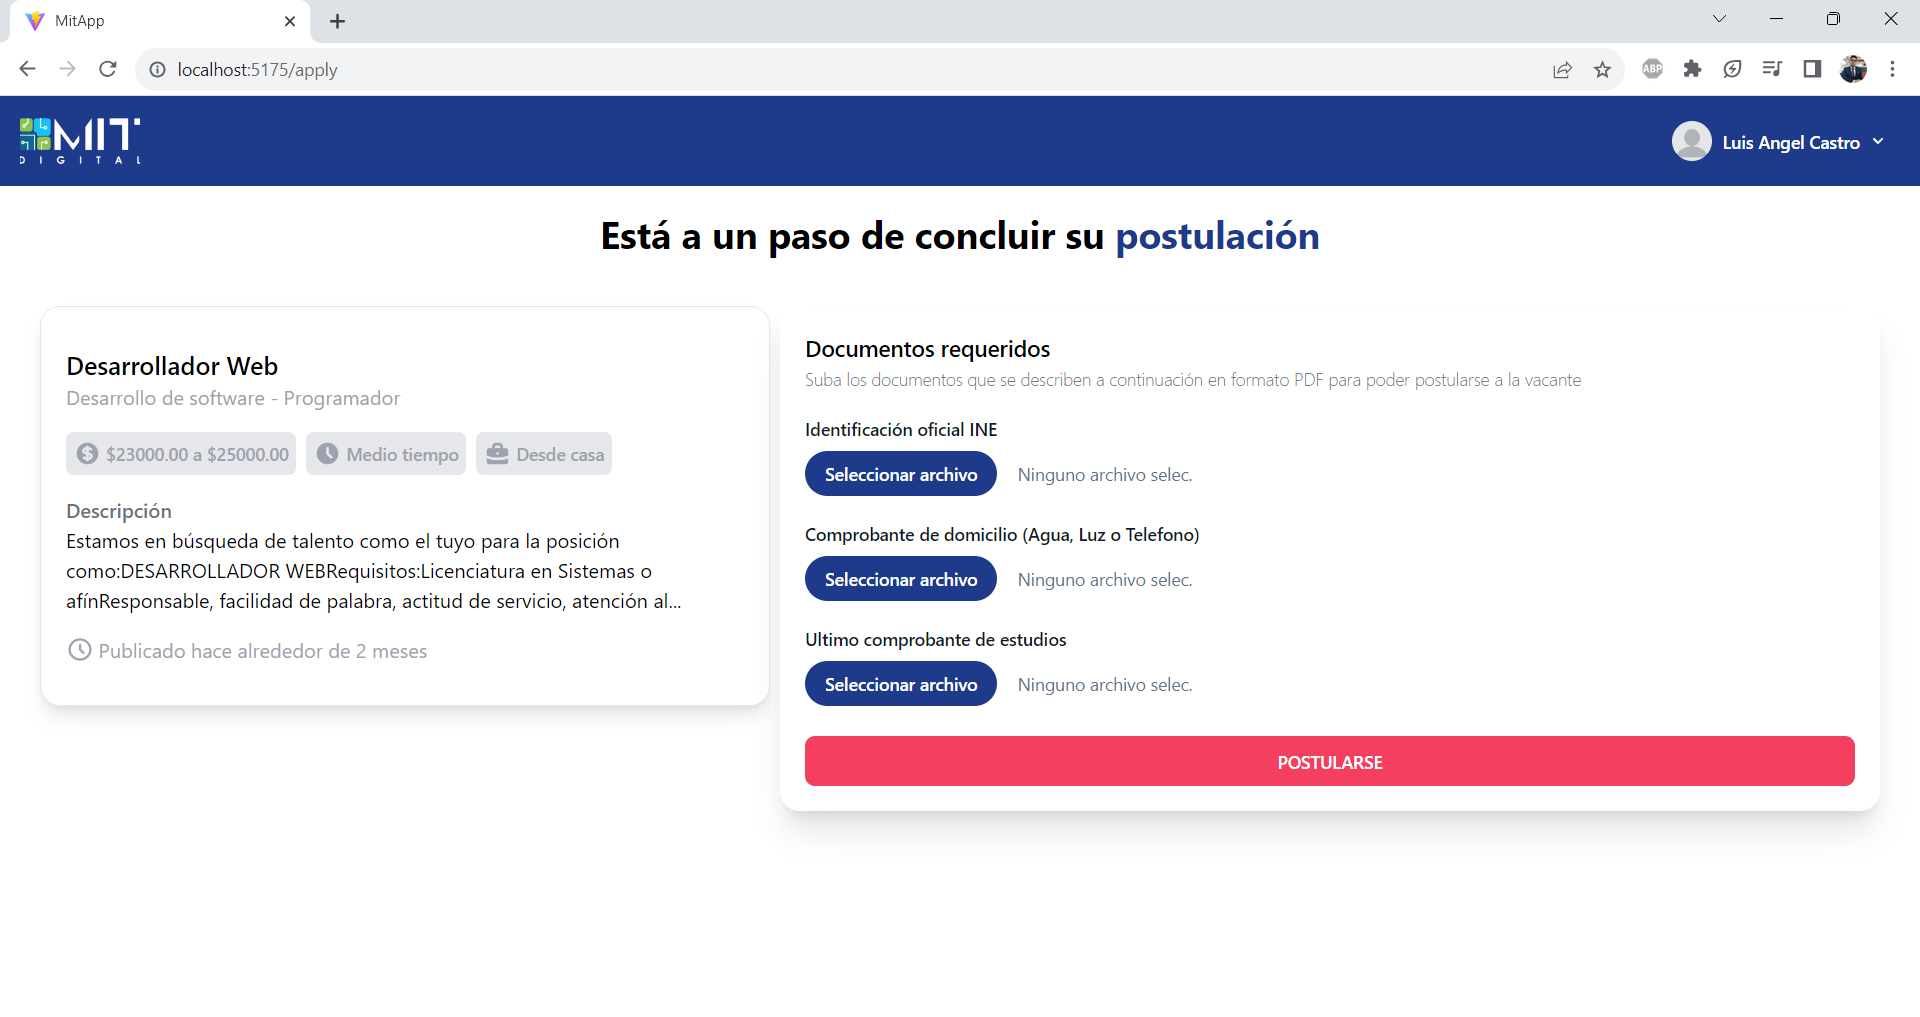 MitApp
localhost:5175/apply
ABP
MIT
DIGITAL
Luis Angel Castro
Está a un paso de concluir su postulación
Desarrollador Web
Desarrollo de software - Programador
$23000.00 a $25000.00
Medio tiempo
Desde casa
Descripción
Estamos en búsqueda de talento como el tuyo para la posición
como:DESARROLLADOR WEBRequisitos:Licenciatura en Sistemas o
afínResponsable, facilidad de palabra, actitud de servicio, atención al...
Publicado hace alrededor de 2 meses
Documentos requeridos
Suba los documentos que se describen a continuación en formato PDF para poder postularse a la vacante
Identificación oficial INE
Seleccionar archivo Ninguno archivo selec.
Comprobante de domicilio (Agua, Luz o Telefono)
Seleccionar archivo Ninguno archivo selec.
Ultimo comprobante de estudios
Seleccionar archivo Ninguno archivo selec.
POSTULARSE